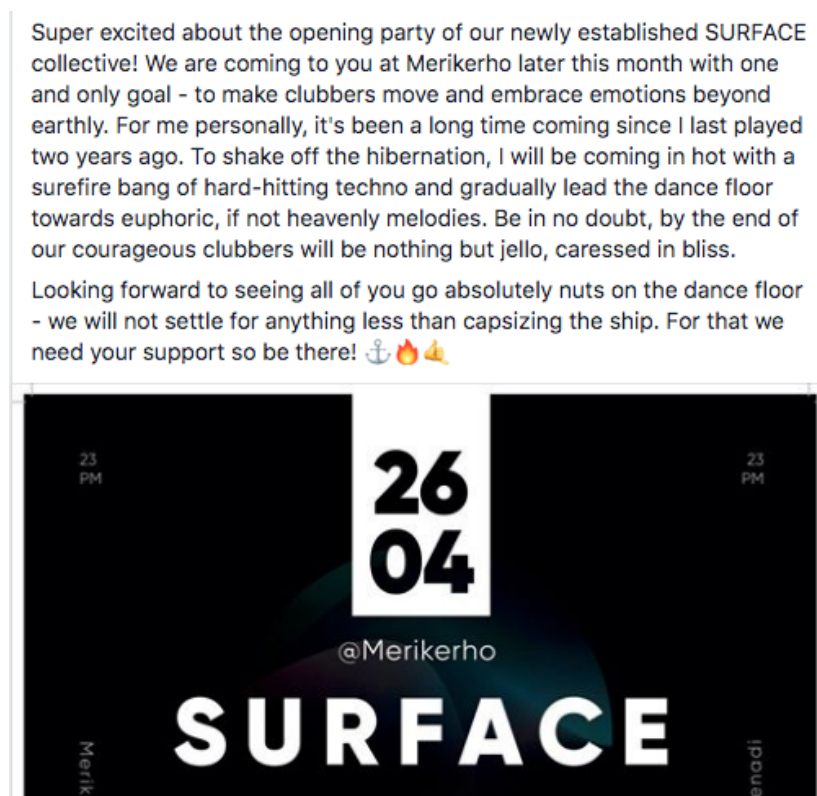 Super excited about the opening party of our newly established SURFACE
collective! We are coming to you at Merikerho later this month with one
and only goal - to make clubbers move and embrace emotions beyond
earthly. For me personally, it's been a long time coming since I last played
two years ago. To shake off the hibernation, I will be coming in hot with a
surefire bang of hard-hitting techno and gradually lead the dance floor
towards euphoric, if not heavenly melodies. Be in no doubt, by the end of
our courageous clubbers will be nothing but jello, caressed in bliss.
Looking forward to seeing all of you go absolutely nuts on the dance floor
- we will not settle for anything less than capsizing the ship. For that we
need your support so be there! ⚓🔥🤙
23
PM
26
04
23
PM
@Merikerho
SURFACE
Merik
enadi